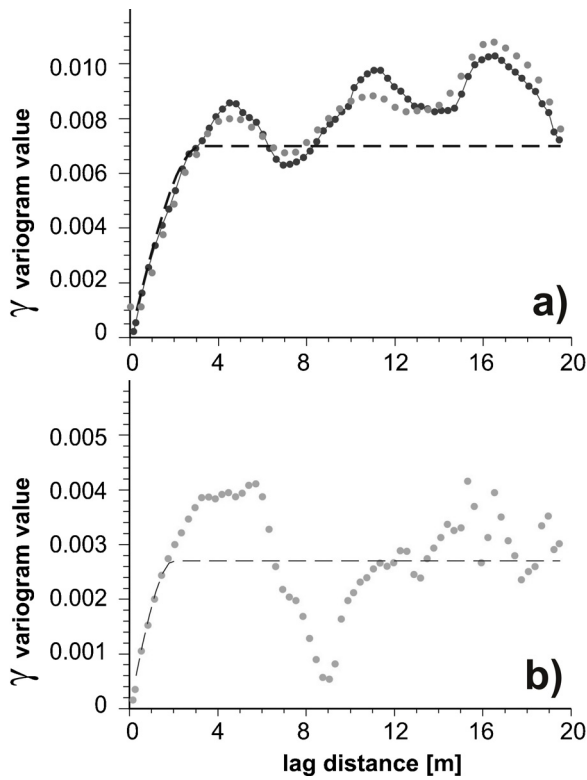 0.010
0.008
0.006
0.004
0.002
0
γ variogram value
a)
0 4 8 12 16 20
0.005
0.004
0.003
0.002
0.001
0
γ variogram value
b)
0 4 8 12 16 20
lag distance [m]